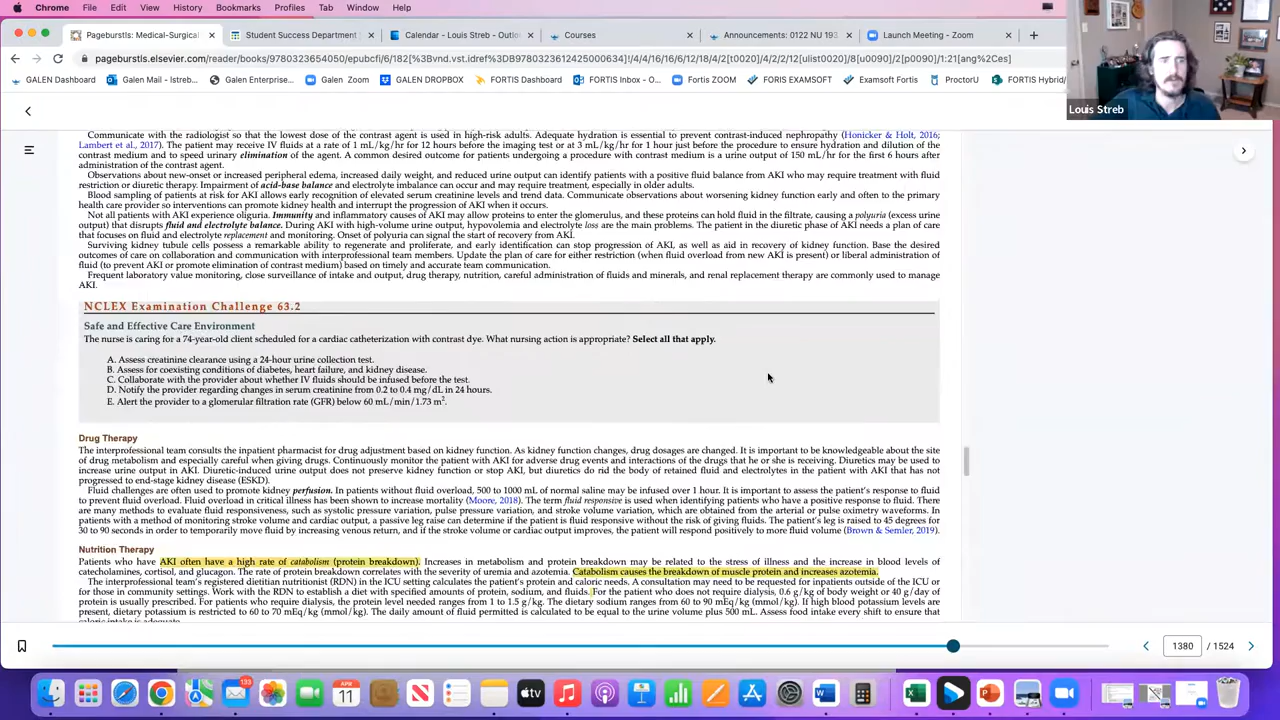 Chrome File Edit View History Bookmarks Profiles Tab Window Help
Pageburstls: Medical-Surgical
Student Success Department
Calendar - Louis Streb - Outlo
Courses
Announcements: 0122 NU 193
Launch Meeting - Zoom
pageburstls.elsevier.com/reader/books/9780323654050/epubcfi/6/182[%3Bvnd.vst.idref%3DB9780323612425000634]!/4/4/16/16/6/12/18/4/2[t0020]/4/2/2/12[ulist0020]/8[u0090]/2[p0090]/1:21[ang%2Ces]
GALEN Dashboard Galen Mail - lstreb... Galen Enterprise... Galen Zoom GALEN DROPBOX FORTIS Dashboard FORTIS Inbox - O... Fortis ZOOM FORIS EXAMSOFT Examsoft Fortis ProctorU FORTIS Hybrid/
Louis Streb
Communicate with the radiologist so that the lowest dose of the contrast agent is used in high-risk adults. Adequate hydration is essential to prevent contrast-induced nephropathy (Honicker & Holt, 2016;
Lambert et al., 2017). The patient may receive IV fluids at a rate of 1 mL/kg/hr for 12 hours before the imaging test or at 3 mL/kg/hr for 1 hour just before the procedure to ensure hydration and dilution of the
contrast medium and to speed urinary elimination of the agent. A common desired outcome for patients undergoing a procedure with contrast medium is a urine output of 150 mL/hr for the first 6 hours after
administration of the contrast agent.
Observations about new-onset or increased peripheral edema, increased daily weight, and reduced urine output can identify patients with a positive fluid balance from AKI who may require treatment with fluid
restriction or diuretic therapy. Impairment of acid-base balance and electrolyte imbalance can occur and may require treatment, especially in older adults.
Blood sampling of patients at risk for AKI allows early recognition of elevated serum creatinine levels and trend data. Communicate observations about worsening kidney function early and often to the primary
health care provider so interventions can promote kidney health and interrupt the progression of AKI when it occurs.
Not all patients with AKI experience oliguria. Immunity and inflammatory causes of AKI may allow proteins to enter the glomerulus, and these proteins can hold fluid in the filtrate, causing a polyuria (excess urine
output) that disrupts fluid and electrolyte balance. During AKI with high-volume urine output, hypovolemia and electrolyte loss are the main problems. The patient in the diuretic phase of AKI needs a plan of care
that focuses on fluid and electrolyte replacement and monitoring. Onset of polyuria can signal the start of recovery from AKI.
Surviving kidney tubule cells possess a remarkable ability to regenerate and proliferate, and early identification can stop progression of AKI, as well as aid in recovery of kidney function. Base the desired
outcomes of care on collaboration and communication with interprofessional team members. Update the plan of care for either restriction (when fluid overload from new AKI is present) or liberal administration of
fluid (to prevent AKI or promote elimination of contrast medium) based on timely and accurate team communication.
Frequent laboratory value monitoring, close surveillance of intake and output, drug therapy, nutrition, careful administration of fluids and minerals, and renal replacement therapy are commonly used to manage
AKI.
NCLEX Examination Challenge 63.2
Safe and Effective Care Environment
The nurse is caring for a 74-year-old client scheduled for a cardiac catheterization with contrast dye. What nursing action is appropriate? Select all that apply.
A. Assess creatinine clearance using a 24-hour urine collection test.
B. Assess for coexisting conditions of diabetes, heart failure, and kidney disease.
C. Collaborate with the provider about whether IV fluids should be infused before the test.
D. Notify the provider regarding changes in serum creatinine from 0.2 to 0.4 mg/dL in 24 hours.
E. Alert the provider to a glomerular filtration rate (GFR) below 60 mL/min/1.73 m².
Drug Therapy
The interprofessional team consults the inpatient pharmacist for drug adjustment based on kidney function. As kidney function changes, drug dosages are changed. It is important to be knowledgeable about the site
of drug metabolism and especially careful when giving drugs. Continuously monitor the patient with AKI for adverse drug events and interactions of the drugs that he or she is receiving. Diuretics may be used to
increase urine output in AKI. Diuretic-induced urine output does not preserve kidney function or stop AKI, but diuretics do rid the body of retained fluid and electrolytes in the patient with AKI that has not
progressed to end-stage kidney disease (ESKD).
Fluid challenges are often used to promote kidney perfusion. In patients without fluid overload, 500 to 1000 mL of normal saline may be infused over 1 hour. It is important to assess the patient's response to fluid
to prevent fluid overload. Fluid overload in critical illness has been shown to increase mortality (Moore, 2018). The term fluid responsive is used when identifying patients who have a positive response to fluid. There
are many methods to evaluate fluid responsiveness, such as systolic pressure variation, pulse pressure variation, and stroke volume variation, which are obtained from the arterial or pulse oximetry waveform. In
patients with a method of monitoring stroke volume and cardiac output, a passive leg raise can determine if the patient is fluid responsive without the risk of giving fluids. The patient's leg is raised to 45 degrees for
30 to 90 seconds in order to temporarily move fluid by increasing venous return, and if the stroke volume or cardiac output improves, the patient will respond positively to more fluid volume (Brown & Semler, 2019).
Nutrition Therapy
Patients who have AKI often have a high rate of catabolism (protein breakdown). Increases in metabolism and protein breakdown may be related to the stress of illness and the increase in blood levels of
catecholamines, cortisol, and glucagon. The rate of protein breakdown correlates with the severity of uremia and azotemia. Catabolism causes the breakdown of muscle protein and increases azotemia.
The interprofessional team's registered dietitian nutritionist (RDN) in the ICU setting calculates the patient's protein and caloric needs. A consultation may need to be requested for inpatients outside of the ICU or
for those in community settings. Work with the RDN to establish a diet with specified amounts of protein, sodium, and fluids. For the patient who does not require dialysis, 0.6 g/kg of body weight or 40 g/day of
protein is usually prescribed. For patients who require dialysis, the protein level needed ranges from 1 to 1.5 g/kg. The dietary sodium ranges from 60 to 90 mEq/kg (mmol/kg). If high blood potassium levels are
present, dietary potassium is restricted to 60 to 70 mEq/kg (mmol/kg). The daily amount of fluid permitted is calculated to be equal to the urine volume plus 500 mL. Assess food intake every shift to ensure that
caloric intake is adequate.
1380 / 1524
133
APR
11
tv